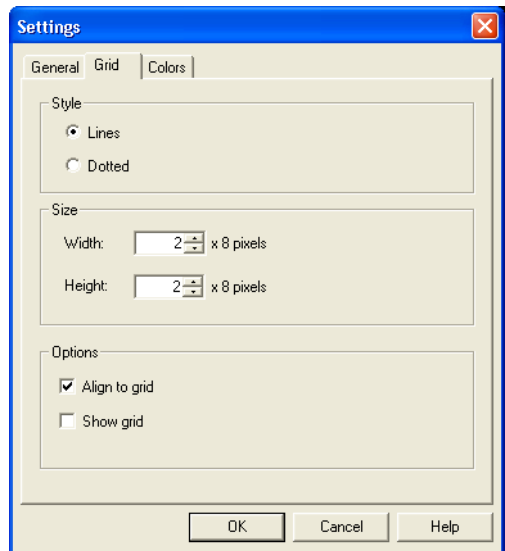 Settings
General Grid Colors
Style
Lines
Dotted
Size
Width: 2 x 8 pixels
Height: 2 x 8 pixels
Options
Align to grid
Show grid
OK Cancel Help